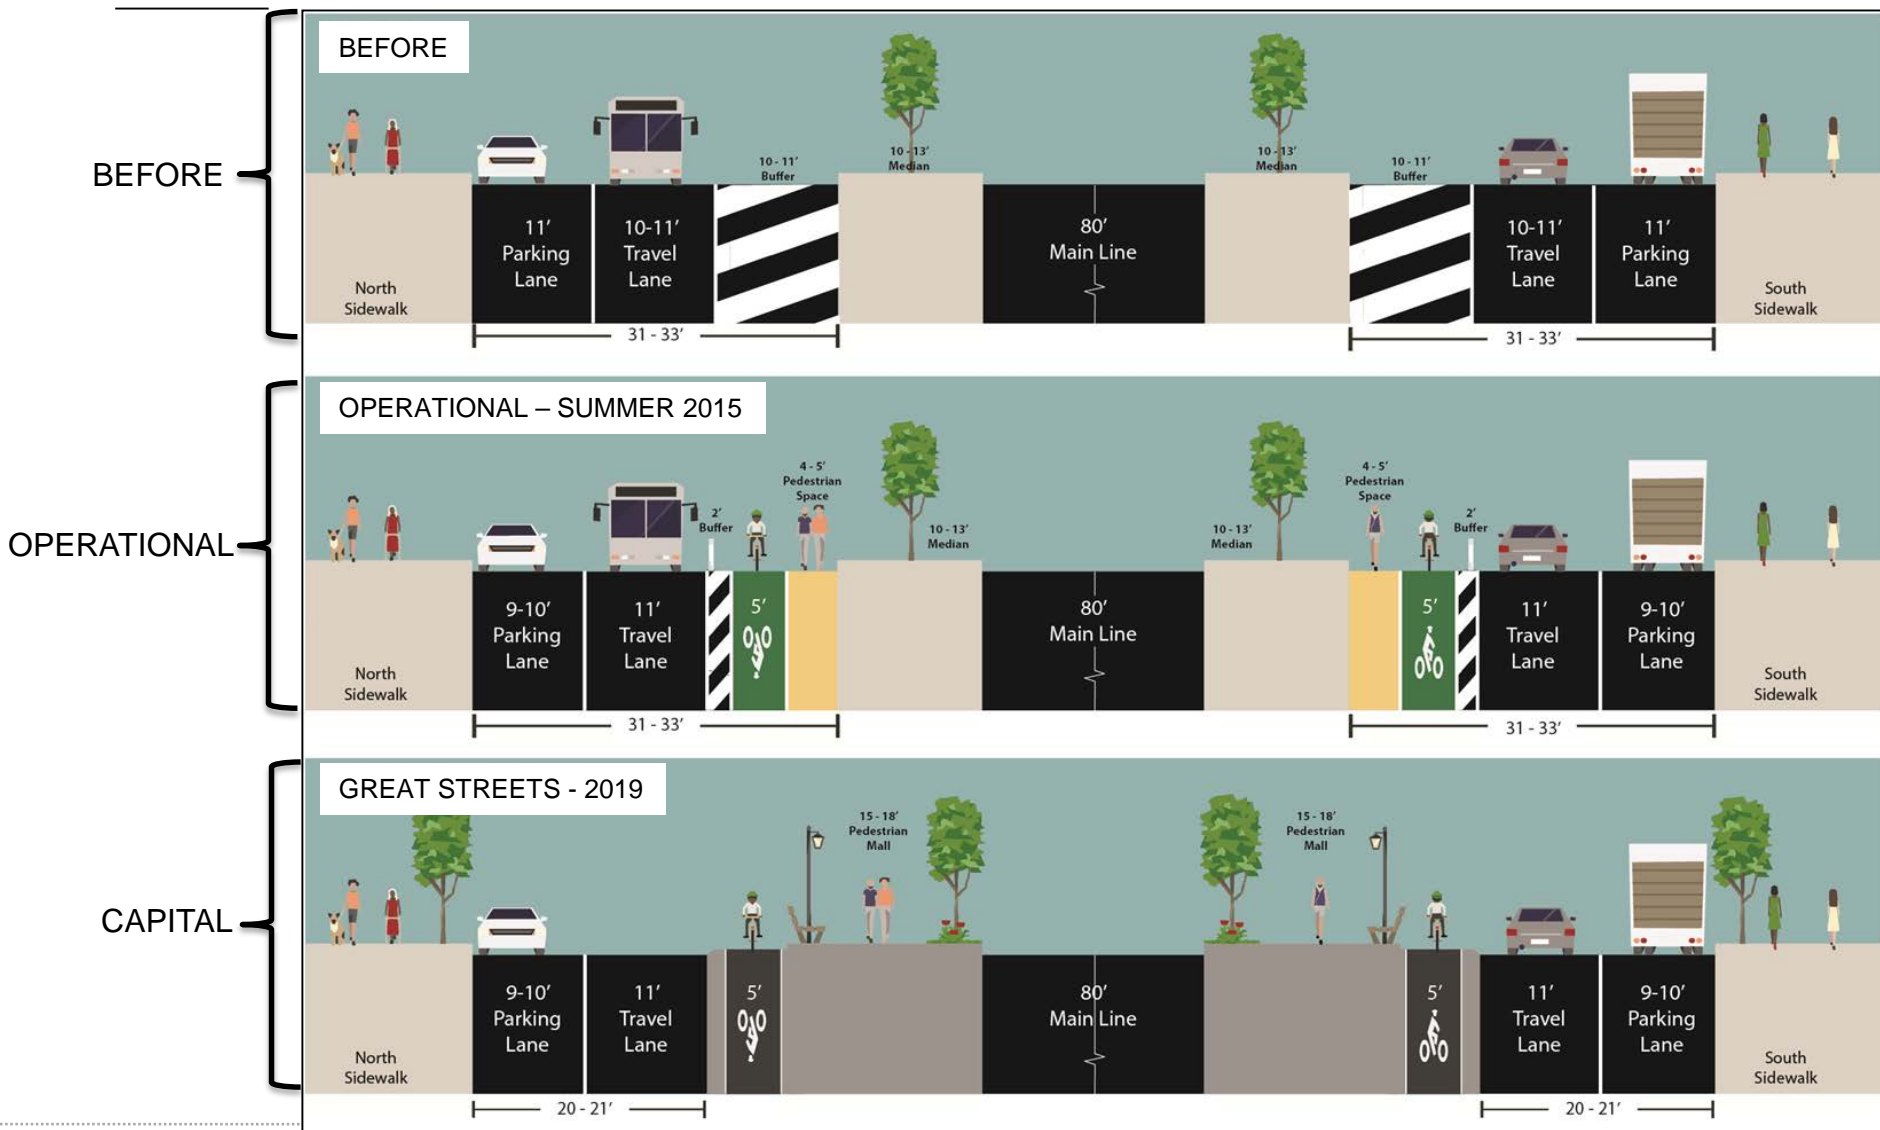 BEFORE
BEFORE
10 - 13'
Median
10 - 13'
Median
10 - 11'
Buffer
10 - 11'
Buffer
11'
Parking
Lane
10-11'
Travel
Lane
80'
Main Line
10-11'
Travel
Lane
11'
Parking
Lane
North
Sidewalk
South
Sidewalk
31 - 33'
31 - 33'
OPERATIONAL
OPERATIONAL – SUMMER 2015
4 - 5'
Pedestrian
Space
4 - 5'
Pedestrian
Space
2'
Buffer
10 - 13'
Median
10 - 13'
Median
2'
Buffer
9-10'
Parking
Lane
11'
Travel
Lane
5'
80'
Main Line
5'
11'
Travel
Lane
9-10'
Parking
Lane
North
Sidewalk
South
Sidewalk
31 - 33'
31 - 33'
CAPITAL
GREAT STREETS - 2019
15 - 18'
Pedestrian
Mall
15 - 18'
Pedestrian
Mall
9-10'
Parking
Lane
11'
Travel
Lane
5'
80'
Main Line
5'
11'
Travel
Lane
9-10'
Parking
Lane
North
Sidewalk
South
Sidewalk
20 - 21'
20 - 21'